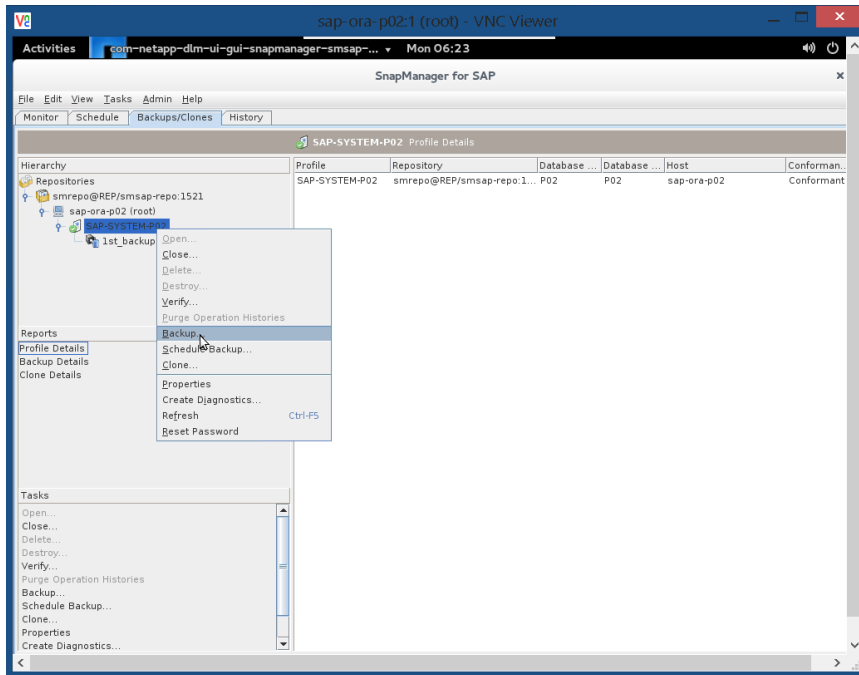 V2 sap-ora-p02:1 (root) - VNC Viewer
Activities com-netapp-dlm-ui-gui-snapmanager-smsap-... Mon 06:23
SnapManager for SAP
File Edit View Tasks Admin Help
Monitor Schedule Backups/Clones History
SAP-SYSTEM-P02 Profile Details
Hierarchy
Repositories
smrepo@REP/smsap-repo:1521
sap-ora-p02 (root)
SAP-SYSTEM-P02
1st_backup
Profile Repository Database ... Database ... Host Conforman..
SAP-SYSTEM-P02 smrepo@REP/smsap-repo:1... P02 P02 sap-ora-p02 Conformant
Open...
Close...
Delete...
Destroy...
Verify...
Purge Operation Histories
Backup...
Schedule Backup...
Clone...
Properties
Create Diagnostics...
Refresh Ctrl-F5
Reset Password
Reports
Profile Details
Backup Details
Clone Details
Tasks
Open...
Close...
Delete...
Destroy...
Verify...
Purge Operation Histories
Backup...
Schedule Backup...
Clone...
Properties
Create Diagnostics...